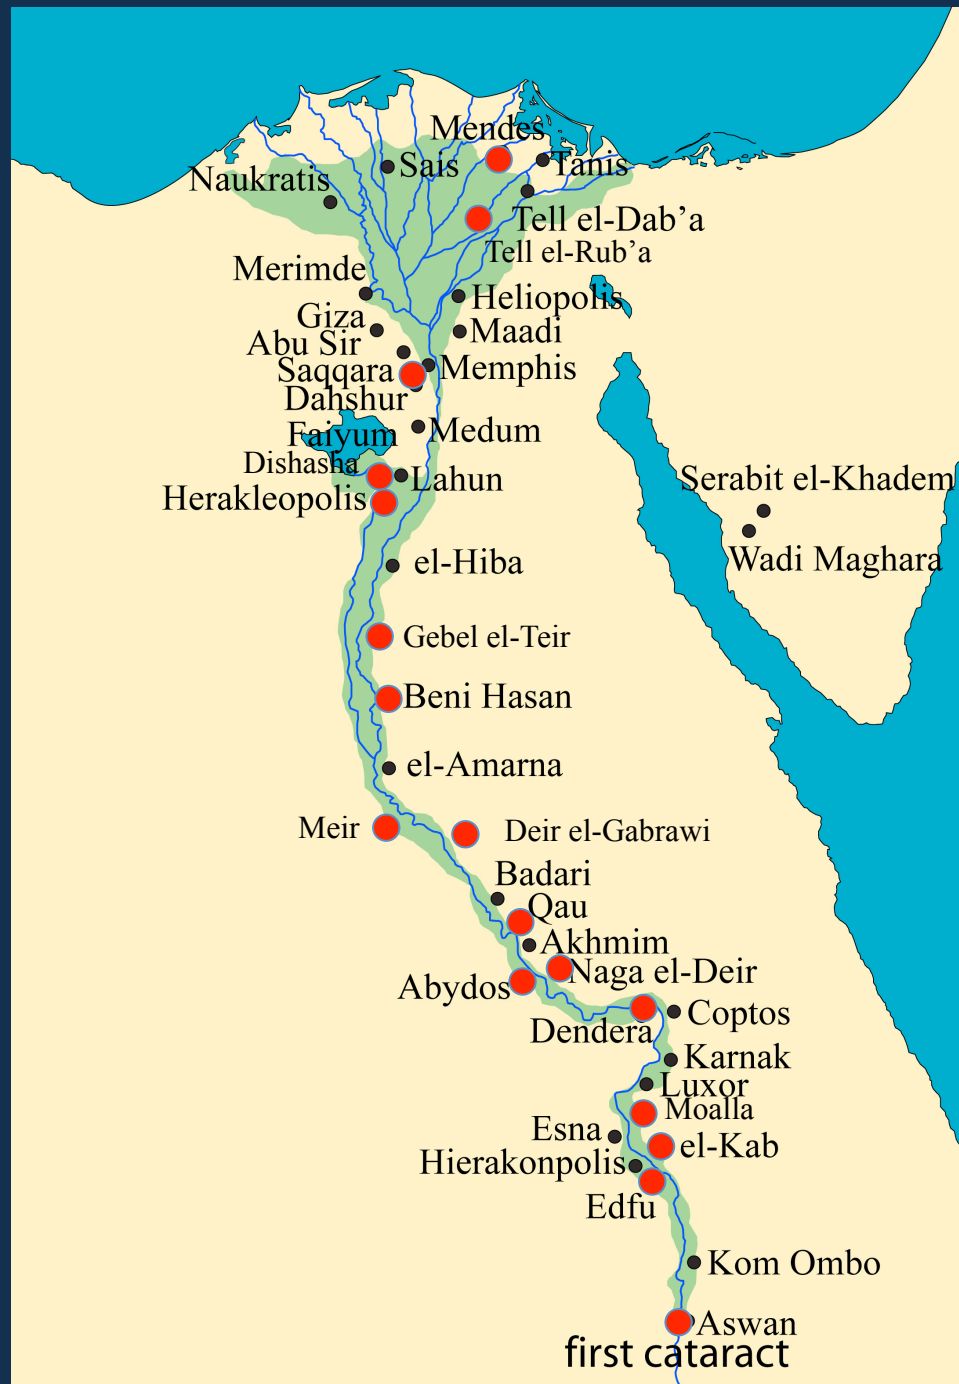 Mendes
Sais
Tanis
Naukratis
Tell el-Dab’a
Tell el-Rub’a
Merimde
Heliopolis
Giza
Maadi
Abu Sir
Saqqara
Memphis
Dahshur
Faiyum
Medum
Dishasha
Lahun
Serabit el-Khadem
Herakleopolis
Wadi Maghara
el-Hiba
Gebel el-Teir
Beni Hasan
el-Amarna
Meir
Deir el-Gabrawi
Badari
Qau
Akhmim
Naga el-Deir
Abydos
Coptos
Dendera
Karnak
Luxor
Moalla
Esna
el-Kab
Hierakonpolis
Edfu
Kom Ombo
Aswan
first cataract